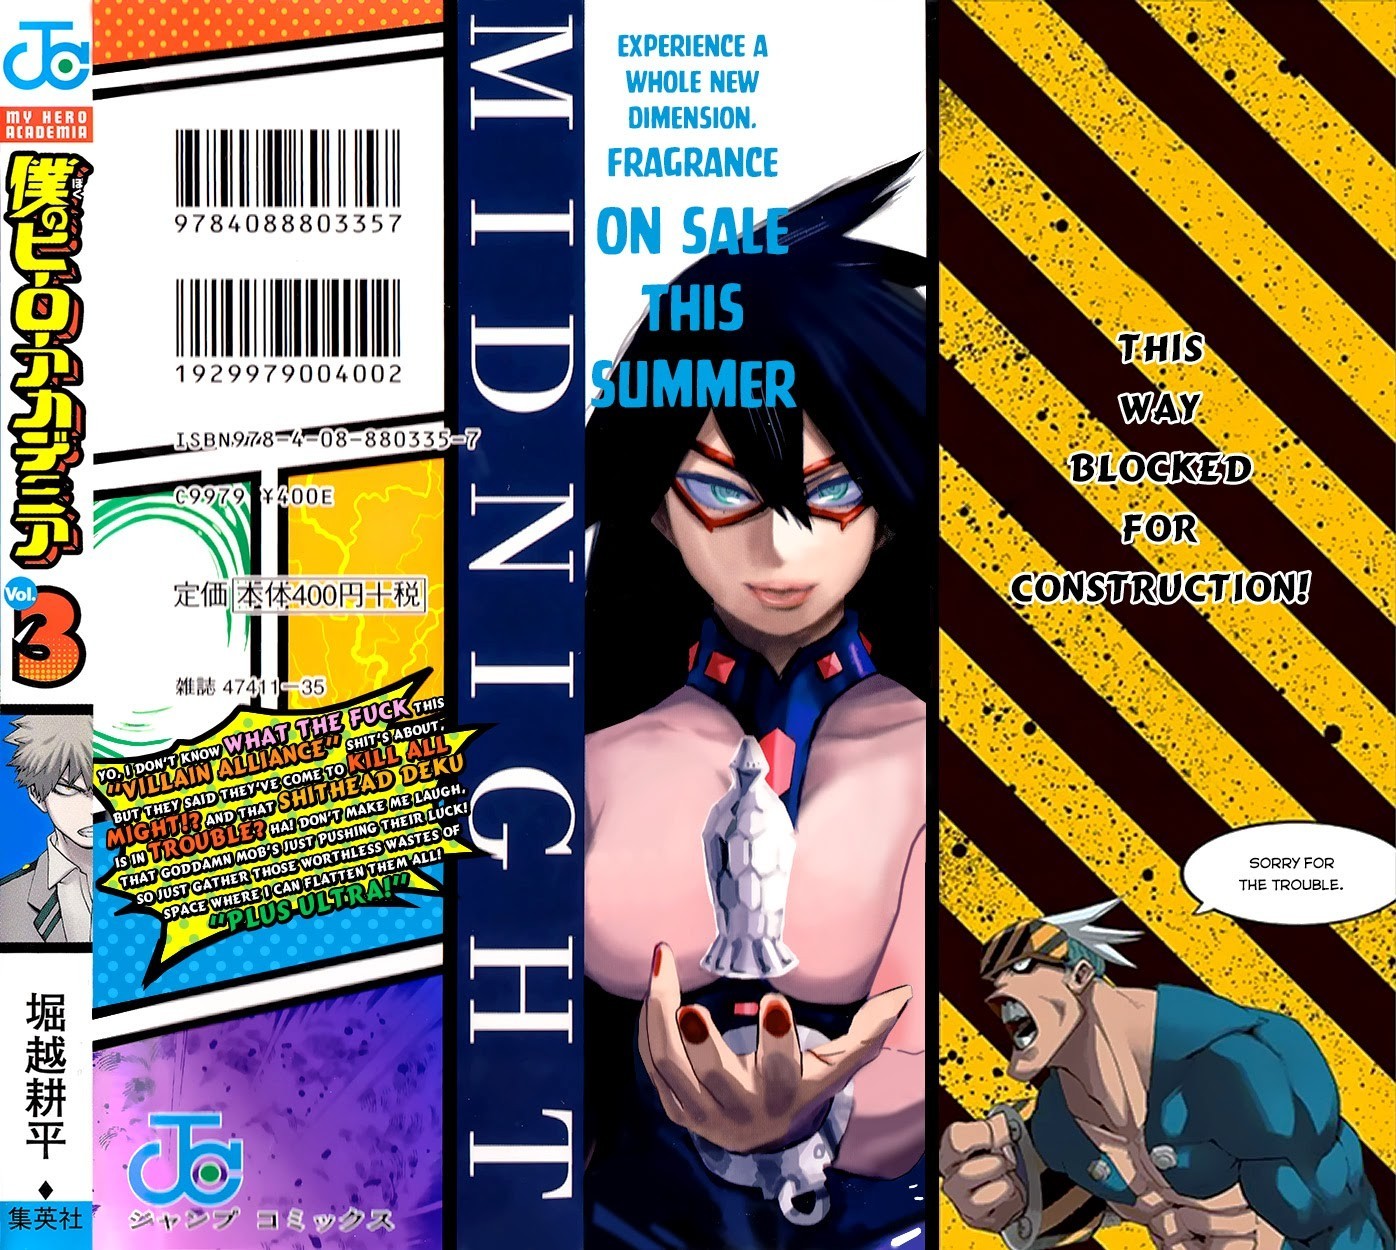 MY HERO
ACADEMIA
僕のヒーローアカデミア
ぼく
Vol.
3
堀越耕平
集英社
9784088803357
1929979004002
ISBN978-4-08-880335-7
C9979 ¥400E
定価 本体400円+税
雑誌 47411-35
YO, I DON'T KNOW WHAT THE FUCK THIS
"VILLAIN ALLIANCE" SHIT'S ABOUT,
BUT THEY SAID THEY'VE COME TO KILL ALL
MIGHT!? AND THAT SHITHEAD DEKU
IS IN TROUBLE? HA! DON'T MAKE ME LAUGH,
THAT GODDAMN MOB'S JUST PUSHING THEIR LUCK!
SO JUST GATHER THOSE WORTHLESS WASTES OF
SPACE WHERE I CAN FLATTEN THEM ALL!
"PLUS ULTRA!"
ジャンプ コミックス
MIDNIGHT
EXPERIENCE A
WHOLE NEW
DIMENSION.
FRAGRANCE
ON SALE
THIS
SUMMER
THIS
WAY
BLOCKED
FOR
CONSTRUCTION!
SORRY FOR
THE TROUBLE.